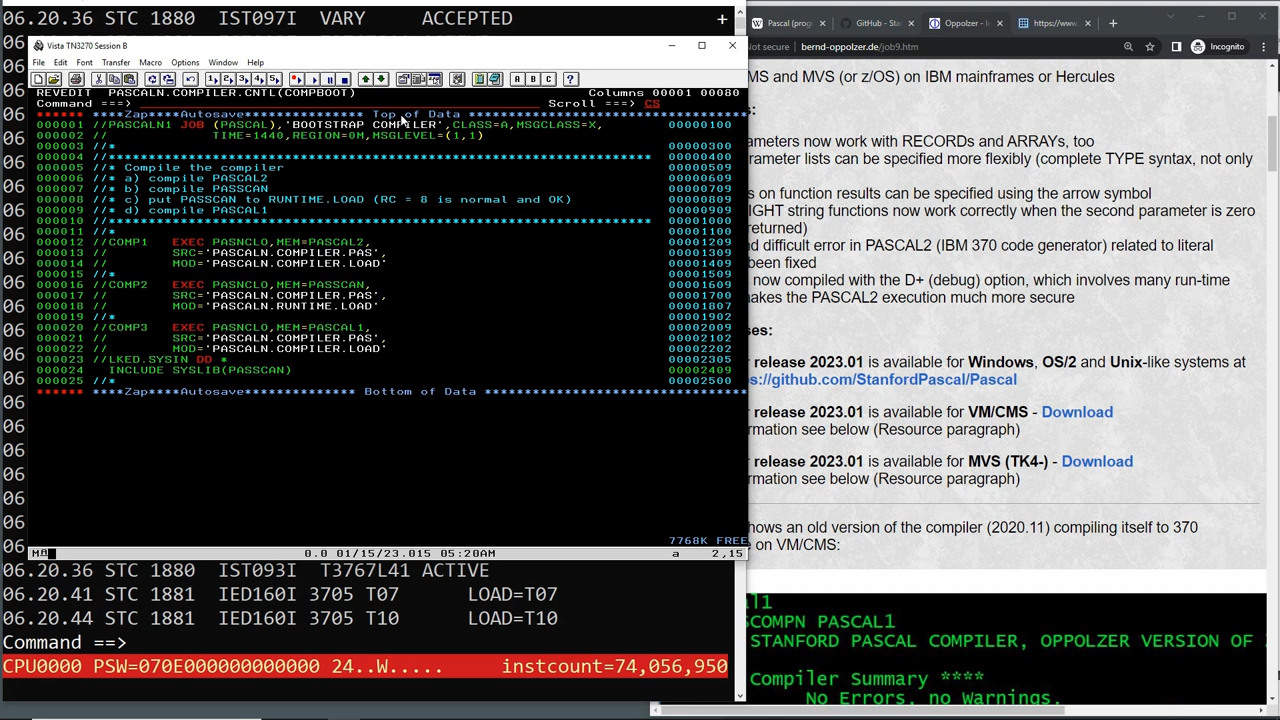 06.20.36 STC 1880 IST097I VARY ACCEPTED
Vista TN3270 Session B
File Edit Font Transfer Macro Options Window Help
REVEDIT PASCALN.COMPILER.CNTL(COMPBOOT) Columns 00001 00080
Command ===> Scroll ===> CS
****** ****Zap****Autosave**************** Top of Data ************************************
000001 //PASCALN1 JOB (PASCAL),'BOOTSTRAP COMPILER',CLASS=A,MSGCLASS=X, 00000100
000002 // TIME=1440,REGION=0M,MSGLEVEL=(1,1)
000003 //* 00000300
000004 //********************************************************************* 00000400
000005 //* Compile the compiler 00000509
000006 //* a) compile PASCAL2 00000609
000007 //* b) compile PASSCAN 00000709
000008 //* c) put PASSCAN to RUNTIME.LOAD (RC = 8 is normal and OK) 00000809
000009 //* d) compile PASCAL1 00000909
000010 //********************************************************************* 00001000
000011 //* 00001100
000012 //COMP1 EXEC PASNCLO,MEM=PASCAL2, 00001209
000013 // SRC='PASCALN.COMPILER.PAS', 00001309
000014 // MOD='PASCALN.COMPILER.LOAD' 00001409
000015 //* 00001509
000016 //COMP2 EXEC PASNCLO,MEM=PASSCAN, 00001609
000017 // SRC='PASCALN.COMPILER.PAS', 00001700
000018 // MOD='PASCALN.RUNTIME.LOAD' 00001807
000019 //* 00001902
000020 //COMP3 EXEC PASNCLO,MEM=PASCAL1, 00002009
000021 // SRC='PASCALN.COMPILER.PAS', 00002102
000022 // MOD='PASCALN.COMPILER.LOAD' 00002202
000023 //LKED.SYSIN DD * 00002305
000024 INCLUDE SYSLIB(PASSCAN) 00002409
000025 //* 00002500
****** ****Zap****Autosave*************** Bottom of Data **********************************
7768K FREE
0.0 01/15/23.015 05:20AM a 2,15
06.20.36 STC 1880 IST093I T3767L41 ACTIVE
06.20.41 STC 1881 IED160I 3705 T07 LOAD=T07
06.20.44 STC 1881 IED160I 3705 T10 LOAD=T10
Command ==>
CPU0000 PSW=070E000000000000 24..W..... instcount=74,056,950
Pascal (prog
GitHub - Sta
Oppolzer - In
https://www
Not secure bernd-oppolzer.de/job9.htm Incognito
MS and MVS (or z/OS) on IBM mainframes or Hercules
s:
ameters now work with RECORDs and ARRAYs, too
rameter lists can be specified more flexibly (complete TYPE syntax, not only
s on function results can be specified using the arrow symbol
IGHT string functions now work correctly when the second parameter is zero
returned)
nd difficult error in PASCAL2 (IBM 370 code generator) related to literal
been fixed
now compiled with the D+ (debug) option, which involves many run-time
nakes the PASCAL2 execution much more secure
ses:
r release 2023.01 is available for Windows, OS/2 and Unix-like systems at
s://github.com/StanfordPascal/Pascal
r release 2023.01 is available for VM/CMS - Download
ormation see below (Resource paragraph)
r release 2023.01 is available for MVS (TK4-) - Download
ormation see below (Resource paragraph)
hows an old version of the compiler (2020.11) compiling itself to 370
e on VM/CMS:
al1
SCOMPN PASCAL1
STANFORD PASCAL COMPILER, OPPOLZER VERSION OF
Compiler Summary ****
No Errors, no Warnings.